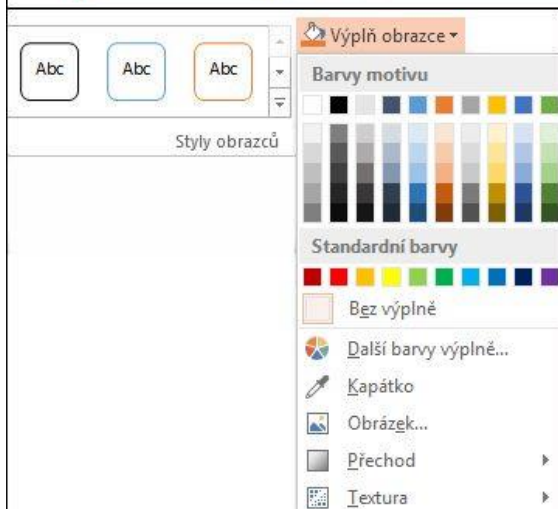 Výplň obrazce
Abc Abc Abc
Barvy motivu
Styly obrazců
Standardní barvy
Bez výplně
Další barvy výplně...
Kapátko
Obrázek...
Přechod
Textura